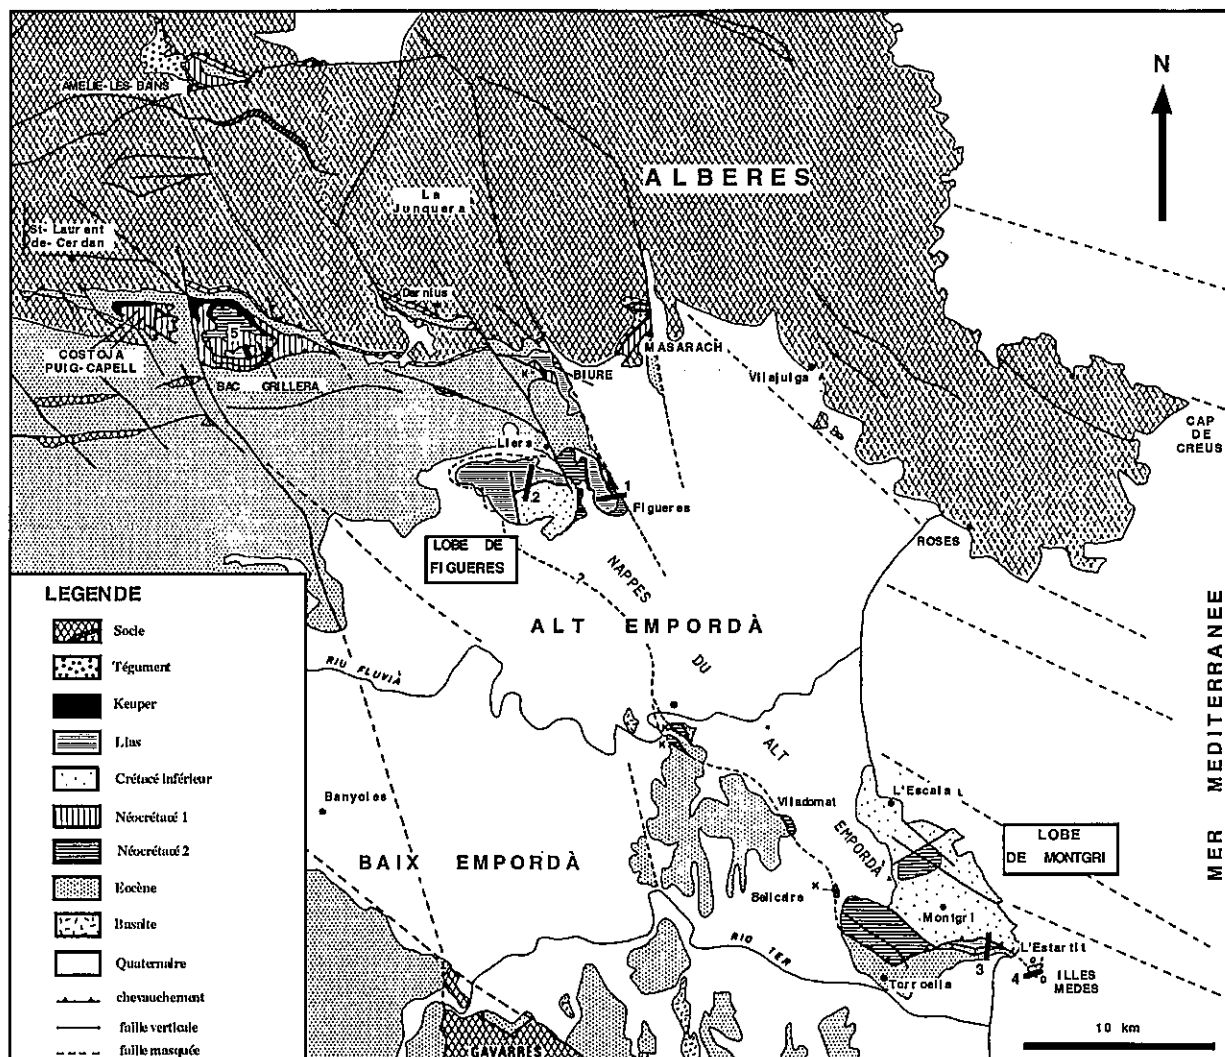 AMELIE-LES-BAINS
N
ALBERES
La
Junquera
St-Laurent
de-Cerdan
Darnius
5
COSTOJA
PUIG-CAPELL
BAC GRILLERA
MASARACH
K
BIURE
Vilajuiga
CAP
DE
CREUS
Llers
1
2
Figueres
ROSES
LOBE DE
FIGUERES
?
NAPPES
DU
ALT
EMPORDÀ
ALT EMPORDÀ
MER MEDITERRANEE
LEGENDE
Socle
Tégument
Keuper
Lias
Crétacé inférieur
Néocrétacé 1
Néocrétacé 2
Eocène
Basalte
Quaternaire
chevauchement
faille verticale
faille masquée
RIU FLUVIÀ
K
Banyoles
Viladomat
L'Escala
LOBE
DE MONTGRI
BAIX EMPORDÀ
K
Bellcaire
Montgri
RIO TER
L'Estartit
3
4
ILLES
MEDES
Torroella
10 km
GAVARRES